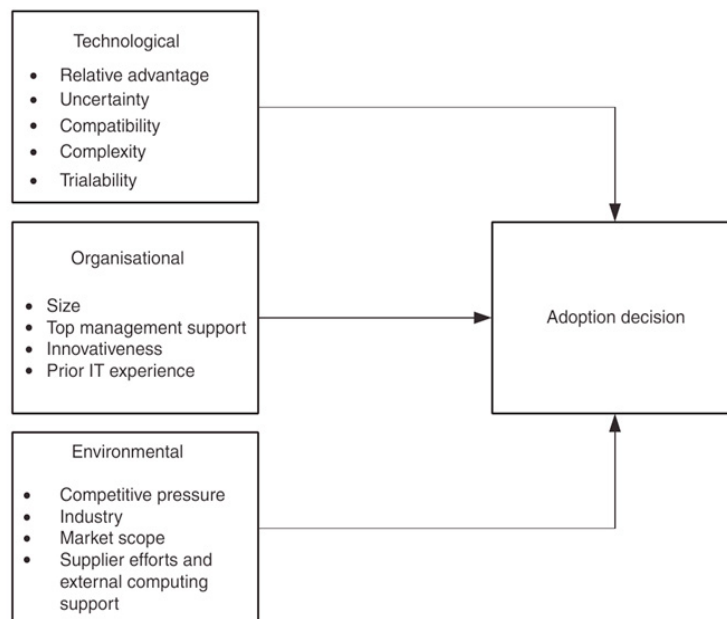 Technological
• Relative advantage
• Uncertainty
• Compatibility
• Complexity
• Trialability
Organisational
• Size
• Top management support
• Innovativeness
• Prior IT experience
Adoption decision
Environmental
• Competitive pressure
• Industry
• Market scope
• Supplier efforts and
external computing
support